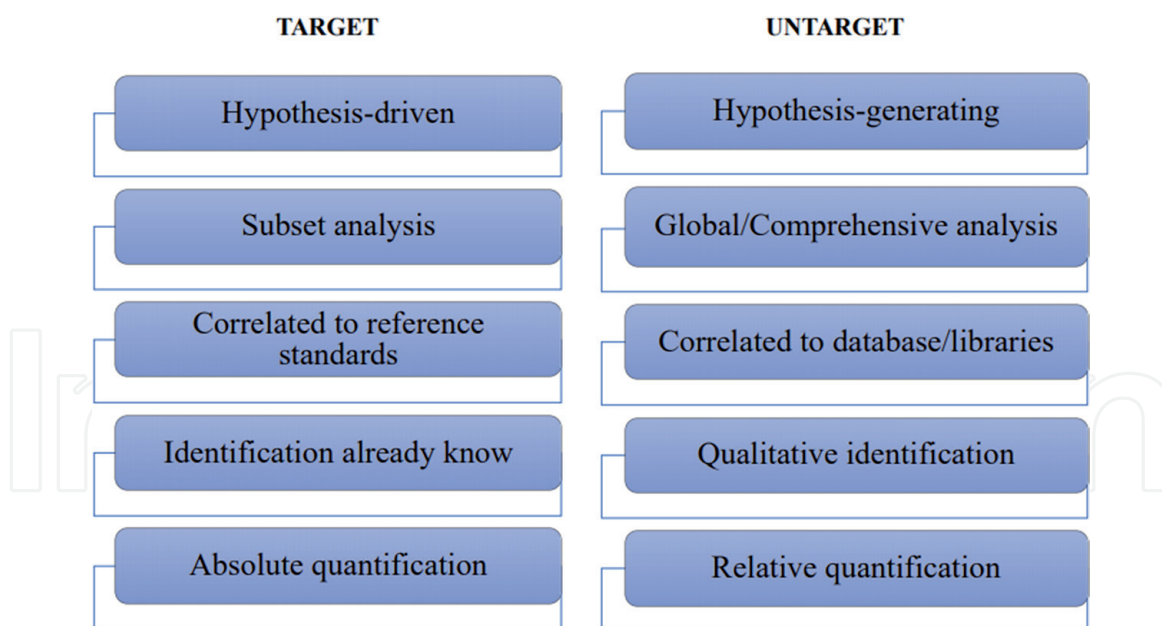 TARGET
Hypothesis-driven
Subset analysis
Correlated to reference
standards
Identification already know
Absolute quantification
UNTARGET
Hypothesis-generating
Global/Comprehensive analysis
Correlated to database/libraries
Qualitative identification
Relative quantification